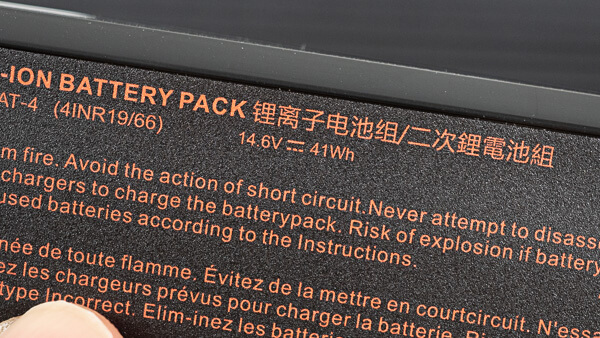 -ION BATTERY PACK 锂离子电池组/二次鋰電池組
AT-4 (4INR19/66) 14.6V ⎓ 41Wh
m fire. Avoid the action of short circuit.Never attempt to disass
chargers to charge the batterypack. Risk of explosion if battery
used batteries according to the Instructions.
née de toute flamme. Évitez de la mettre en courtcircuit. N'essa
ez les chargeurs prévus pour charger la batterie. Ris
type Incorrect. Elim-inez les batterie